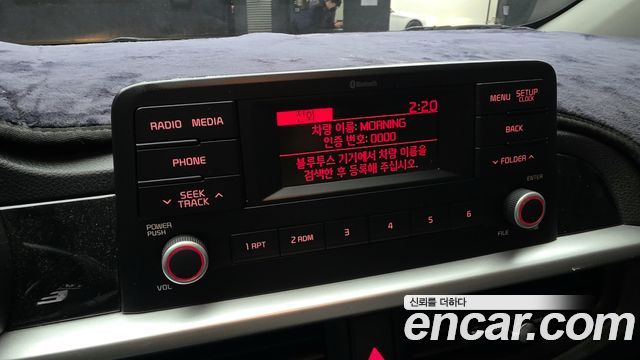 Bluetooth
RADIO MEDIA
PHONE
SEEK
TRACK
POWER
PUSH
VOL
전화 2:20
차량 이름: MORNING
인증 번호: 0000
블루투스 기기에서 차량 이름을
검색한 후 등록해 주십시오.
MENU SETUP
CLOCK
BACK
FOLDER
ENTER
FILE
1 RPT 2 RDM 3 4 5 6
신뢰를 더하다
encar.com